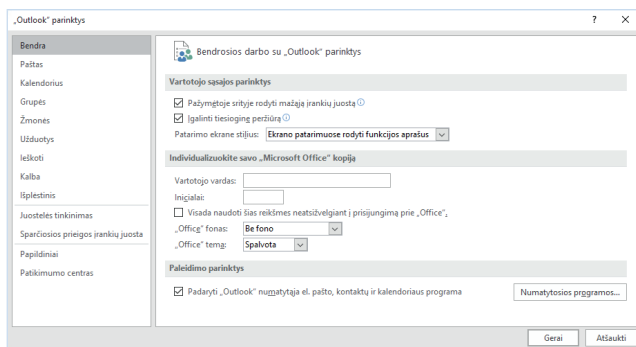 „Outlook“ parinktys
? X
Bendra
Paštas
Kalendorius
Grupės
Žmonės
Užduotys
Ieškoti
Kalba
Išplėstinis
Juostelės tinkinimas
Sparčiosios prieigos įrankių juosta
Papildiniai
Patikimumo centras
Bendrosios darbo su „Outlook“ parinktys
Vartotojo sąsajos parinktys
Pažymėtoje srityje rodyti mažąją įrankių juostą
Įgalinti tiesioginę peržiūrą
Patarimo ekrane stilius: Ekrano patarimuose rodyti funkcijos aprašus
Individualizuokite savo „Microsoft Office“ kopiją
Vartotojo vardas:
Inicialai:
Visada naudoti šias reikšmes neatsižvelgiant į prisijungimą prie „Office“.
„Office“ fonas: Be fono
„Office“ tema: Spalvota
Paleidimo parinktys
Padaryti „Outlook“ numatytąja el. pašto, kontaktų ir kalendoriaus programa
Numatytosios programos...
Gerai Atšaukti